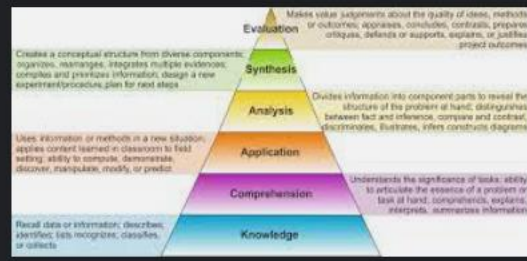 Evaluation
Makes value judgements about the quality of ideas, methods
or outcomes; appraises, concludes, contrasts, prepares
critiques, defends or supports, explains, or justifies
project outcomes
Creates a conceptual structure from diverse components;
organizes, rearranges, integrates multiple evidences;
compiles and prioritizes information; design a new
experiment/procedure, plan for next steps
Synthesis
Analysis
Divides information into component parts to reveal the
structure of the problem at hand; distinguishes
between fact and inference, compare and contrast,
discriminates, illustrates, infers constructs diagrams
Uses information or methods in a new situation;
applies content learned in classroom to field
setting; ability to compute, demonstrate,
discover, manipulate, modify, or predict
Application
Comprehension
Understands the significance of tasks; ability
to articulate the essence of a problem or
task at hand; comprehends, explains,
interprets, summarizes information
Recall data or information; describes;
identifies; lists recognizes; classifies,
or collects
Knowledge